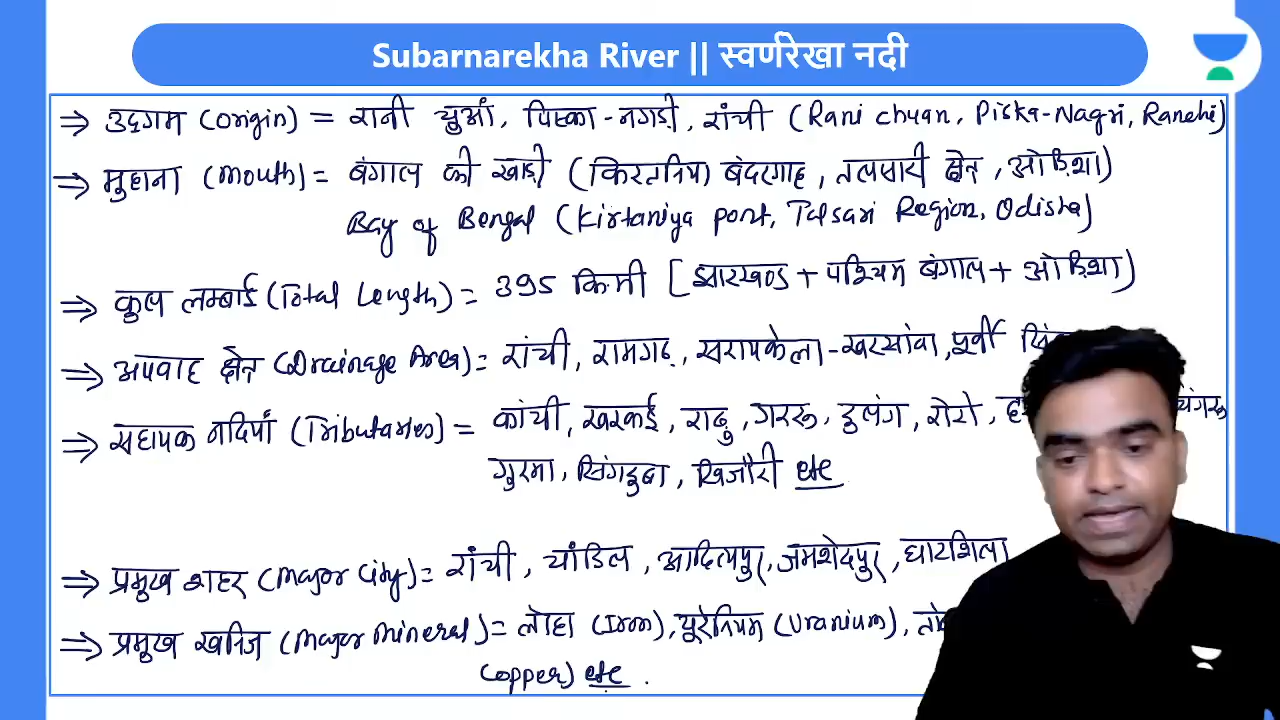 Subarnarekha River || स्वर्णरेखा नदी
⇒ उद्गम (Origin) = रानी चुआं, पिस्का-नगड़ी, रांची (Rani chuan, Piska-Nagri, Ranchi)
⇒ मुहाना (Mouth) = बंगाल की खाड़ी (किरतनिया बंदरगाह, तलसारी क्षेत्र, ओड़िशा)
Bay of Bengal (Kirtaniya port, Talsari Region, Odisha)
⇒ कुल लम्बाई (Total Length) = 395 किमी [झारखण्ड + पश्चिम बंगाल + ओड़िशा)
⇒ अपवाह क्षेत्र (Drainage Area) = रांची, रामगढ़, सरायकेला-खरसांवा, पूर्वी
⇒ सहायक नदियाँ (Tributaries) = कांची, खरकई, राढ़ु, गररू, डुलंग, रोरो,
गुरमा, सिंगडुबा, खिजौरी etc
⇒ प्रमुख शहर (Major City) = रांची, चांडिल, आदित्यपुर, जमशेदपुर, घाटशिला
⇒ प्रमुख खनिज (Major Mineral) = लोहा (Iron), यूरेनियम (Uranium),
Copper) etc.